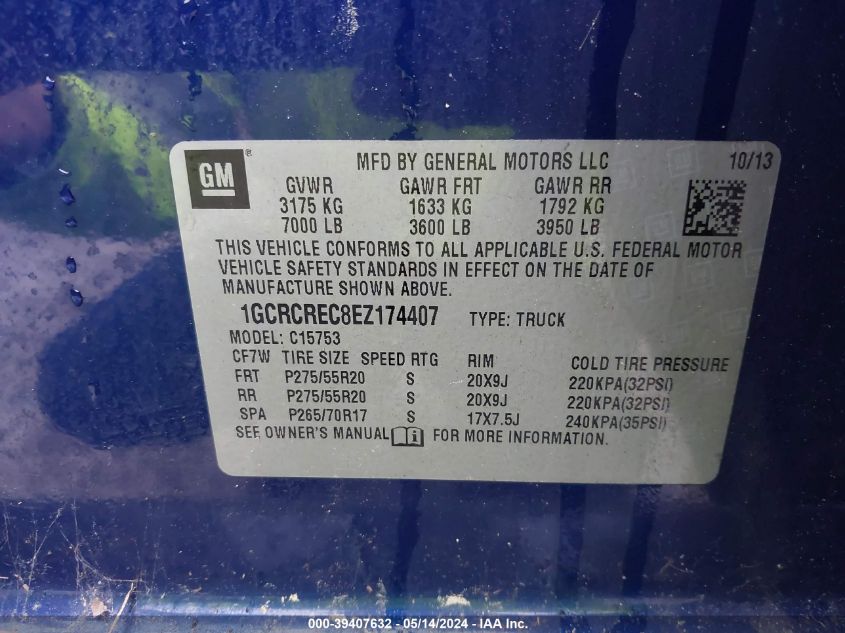 GM ® MFD BY GENERAL MOTORS LLC 10/13
GVWR GAWR FRT GAWR RR
3175 KG 1633 KG 1792 KG
7000 LB 3600 LB 3950 LB
THIS VEHICLE CONFORMS TO ALL APPLICABLE U.S. FEDERAL MOTOR
VEHICLE SAFETY STANDARDS IN EFFECT ON THE DATE OF
MANUFACTURE SHOWN ABOVE.
1GCRCREC8EZ174407 TYPE: TRUCK
MODEL: C15753
CF7W TIRE SIZE SPEED RTG RIM COLD TIRE PRESSURE
FRT P275/55R20 S 20X9J 220KPA(32PSI)
RR P275/55R20 S 20X9J 220KPA(32PSI)
SPA P265/70R17 S 17X7.5J 240KPA(35PSI)
SEE OWNER'S MANUAL FOR MORE INFORMATION.
000-39407632 - 05/14/2024 - IAA Inc.